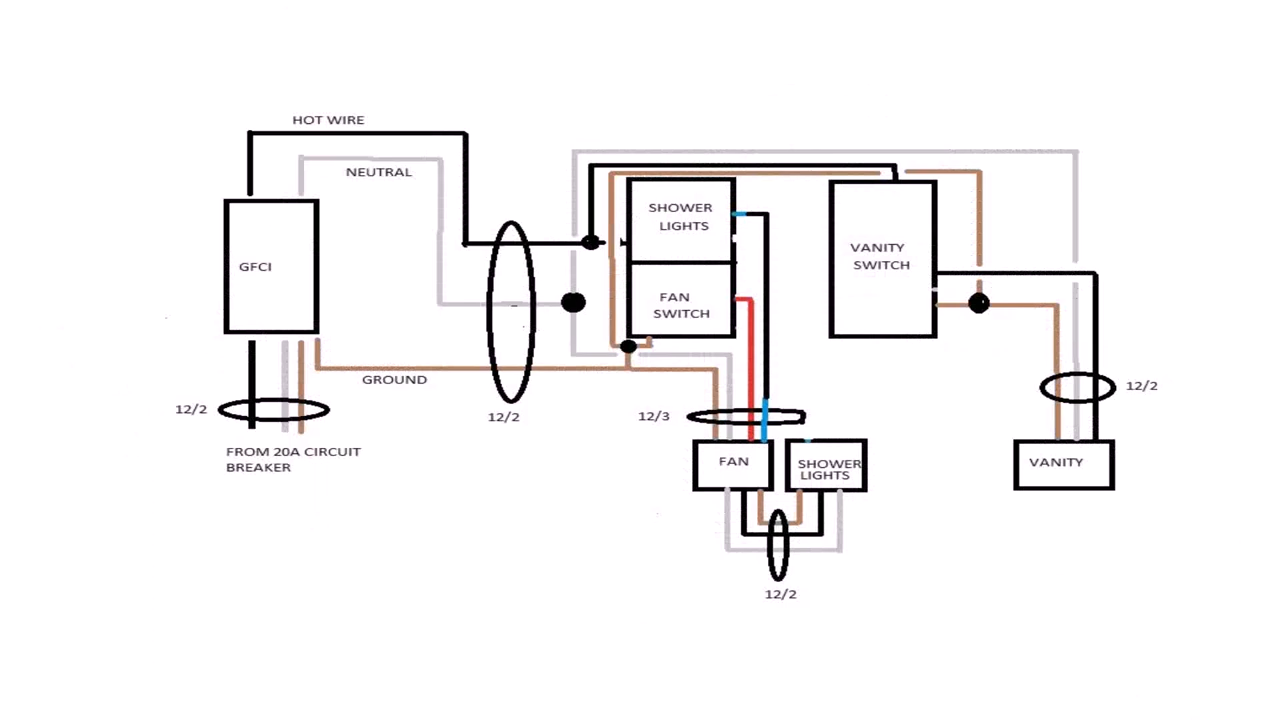 HOT WIRE
NEUTRAL
GFCI
SHOWER
LIGHTS
FAN
SWITCH
VANITY
SWITCH
GROUND
12/2
FROM 20A CIRCUIT
BREAKER
12/2
12/3
12/2
FAN
SHOWER
LIGHTS
VANITY
12/2